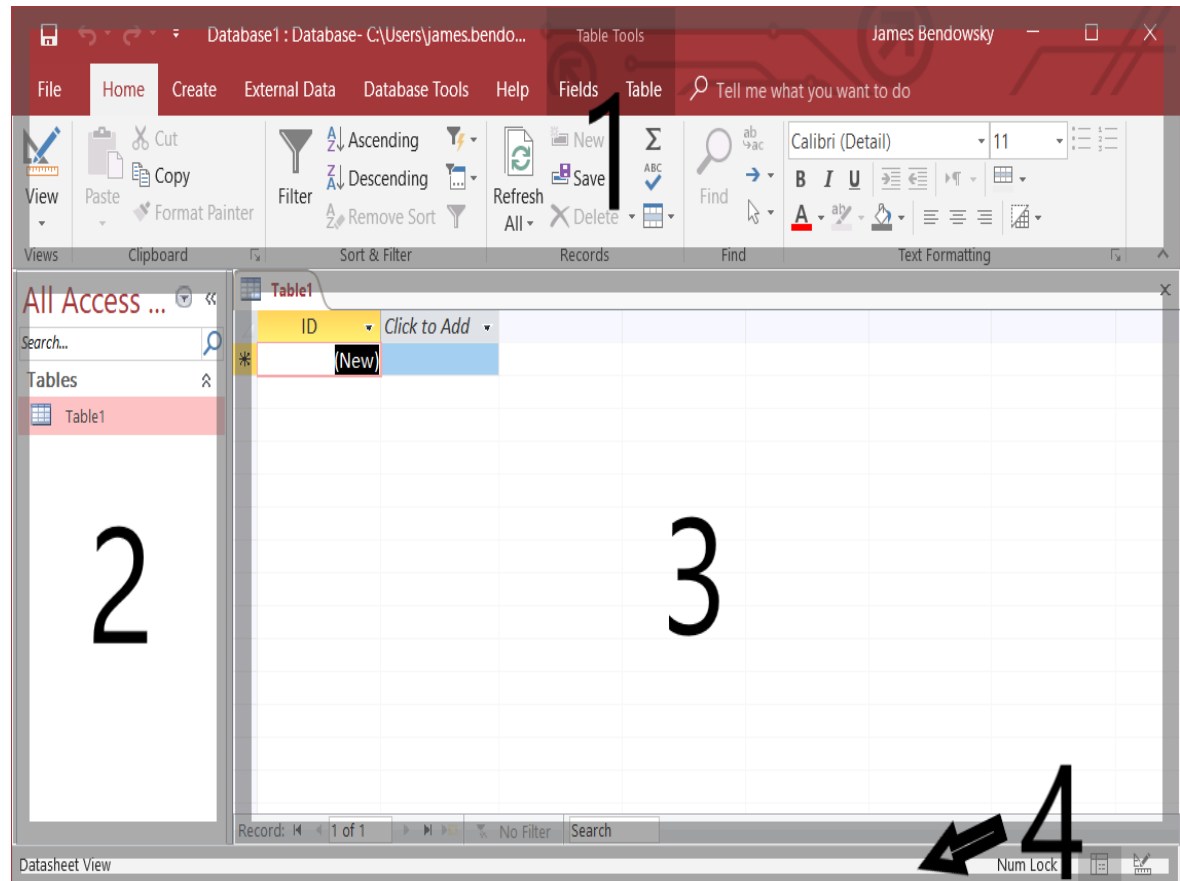 Database1 : Database- C:\Users\james.bendo... Table Tools James Bendowsky
File Home Create External Data Database Tools Help Fields Table Tell me what you want to do
1
View Paste Cut Copy Format Painter
Filter Ascending Descending Remove Sort
Refresh All New Save Delete Σ ABC
Find ab ac
Calibri (Detail) 11
B I U
A ab
Views Clipboard Sort & Filter Records Find Text Formatting
All Access ...
Search...
Tables
Table1
2
Table1
ID Click to Add
(New)
3
Record: 1 of 1 No Filter Search
4
Datasheet View Num Lock